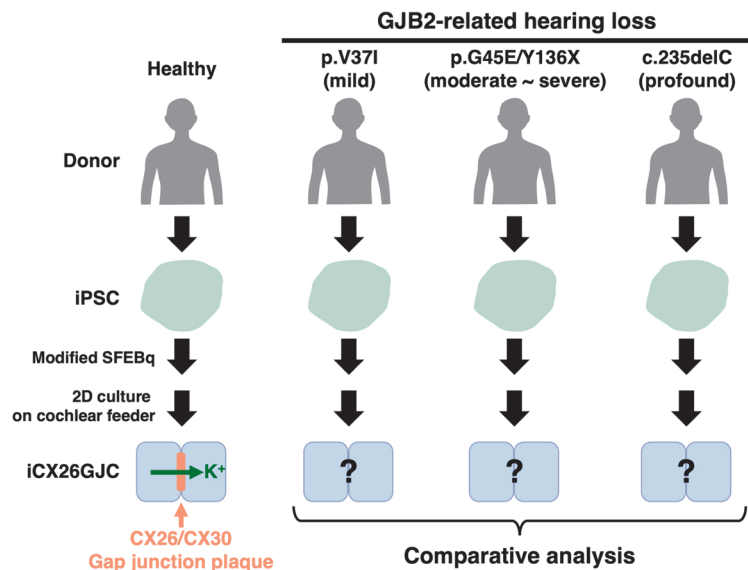 GJB2-related hearing loss
Healthy
p.V37I
(mild)
p.G45E/Y136X
(moderate ~ severe)
c.235delC
(profound)
Donor
iPSC
Modified SFEBq
2D culture
on cochlear feeder
iCX26GJC
K⁺
?
?
?
CX26/CX30
Gap junction plaque
Comparative analysis